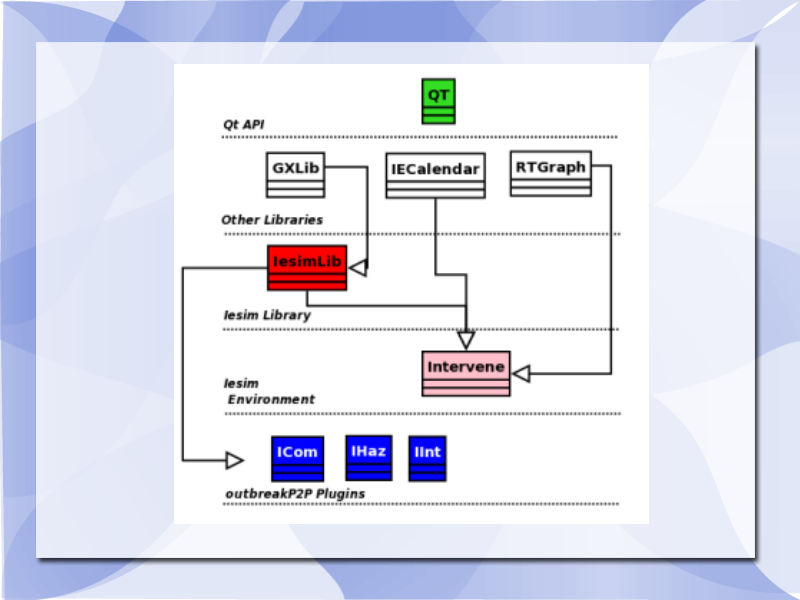 QT
Qt API
GXLib
IECalendar
RTGraph
Other Libraries
IesimLib
Iesim Library
Intervene
Iesim
Environment
ICom
IHaz
IInt
outbreakP2P Plugins